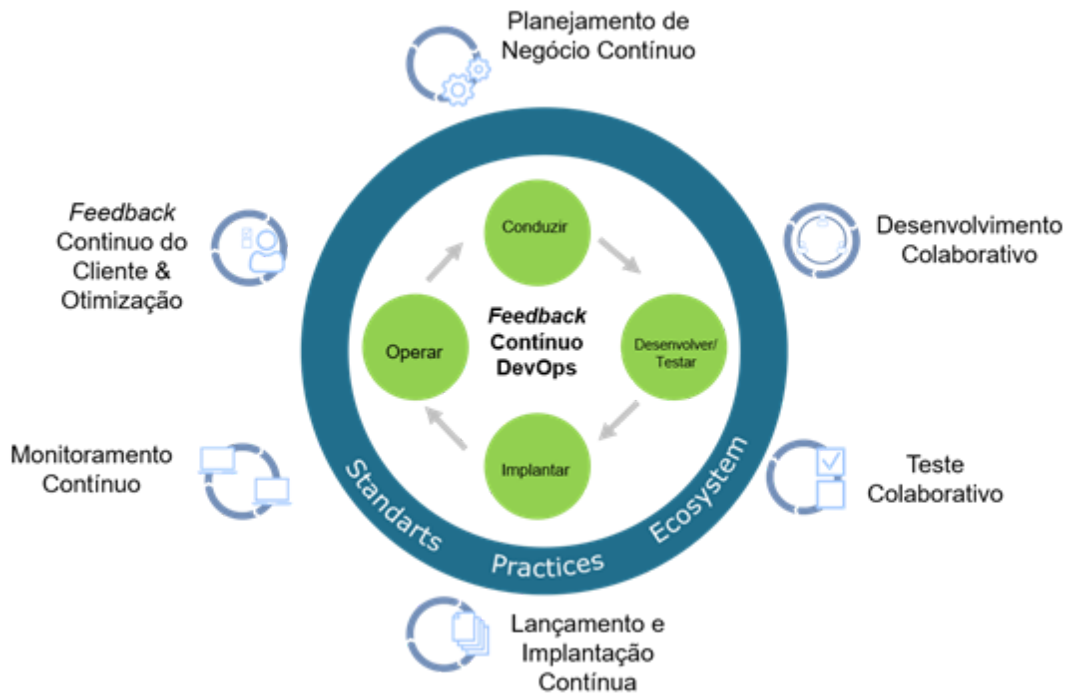 Planejamento de
Negócio Contínuo
Feedback
Continuo do
Cliente &
Otimização
Desenvolvimento
Colaborativo
Conduzir
Feedback
Contínuo
DevOps
Operar
Desenvolver/
Testar
Implantar
Monitoramento
Contínuo
Teste
Colaborativo
Standarts
Practices
Ecosystem
Lançamento e
Implantação
Contínua